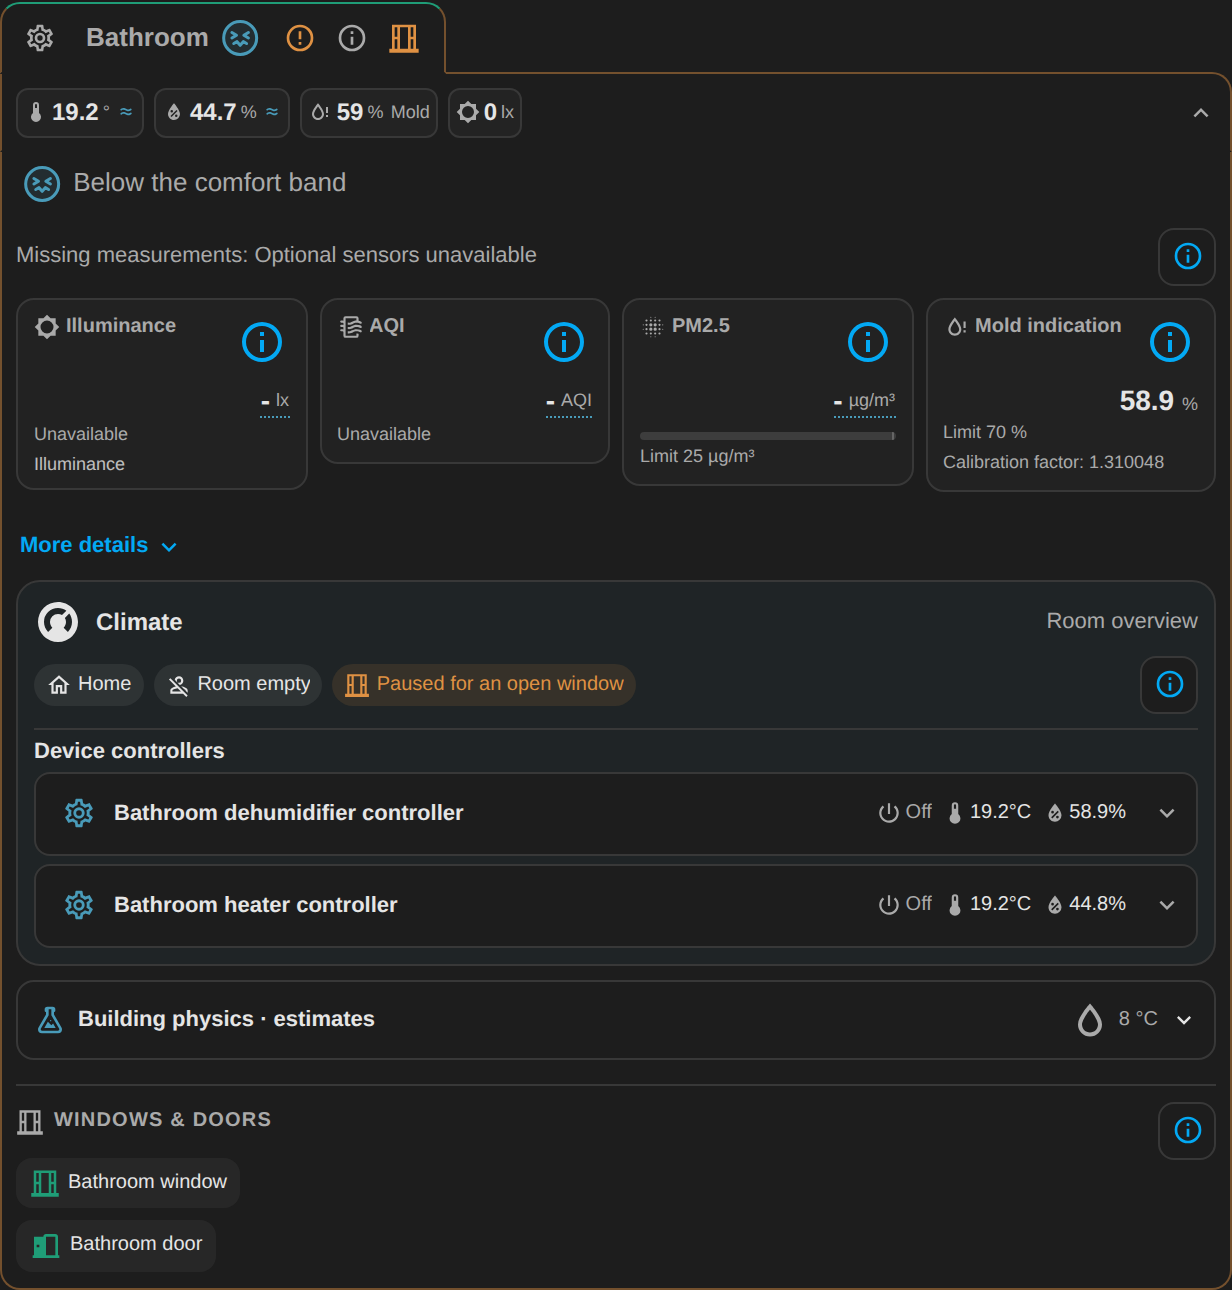 Bathroom
19.2 ° ≈ 44.7 % ≈ 59 % Mold 0 lx
Below the comfort band
Missing measurements: Optional sensors unavailable
Illuminance
- lx
Unavailable
Illuminance
AQI
- AQI
Unavailable
PM2.5
- µg/m³
Limit 25 µg/m³
Mold indication
58.9 %
Limit 70 %
Calibration factor: 1.310048
More details
Climate Room overview
Home Room empty Paused for an open window
Device controllers
Bathroom dehumidifier controller Off 19.2°C 58.9%
Bathroom heater controller Off 19.2°C 44.8%
Building physics · estimates 8 °C
WINDOWS & DOORS
Bathroom window
Bathroom door